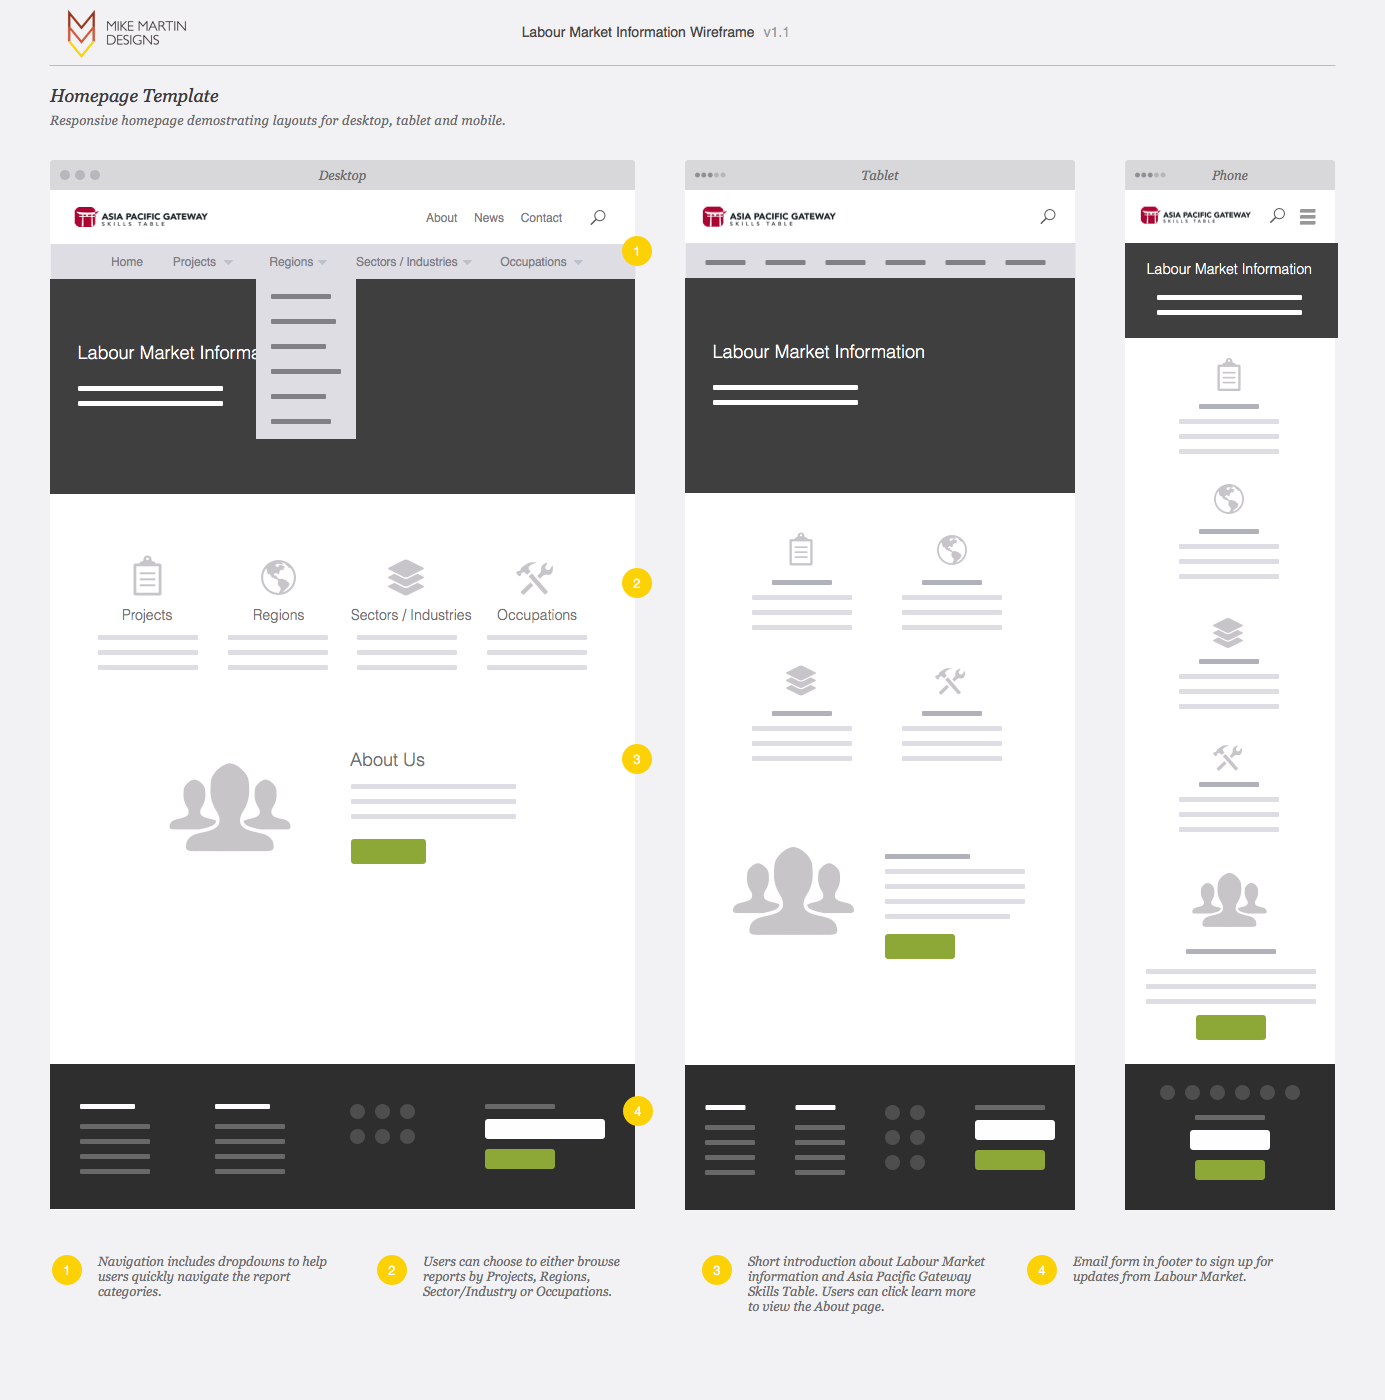 MIKE MARTIN
DESIGNS
Labour Market Information Wireframe v1.1
Homepage Template
Responsive homepage demostrating layouts for desktop, tablet and mobile.
Desktop
ASIA PACIFIC GATEWAY
SKILLS TABLE
About News Contact
Home Projects Regions Sectors / Industries Occupations
1
Labour Market Informa
Projects Regions Sectors / Industries Occupations
2
About Us
3
4
Tablet
ASIA PACIFIC GATEWAY
SKILLS TABLE
Labour Market Information
Phone
ASIA PACIFIC GATEWAY
SKILLS TABLE
Labour Market Information
1
Navigation includes dropdowns to help
users quickly navigate the report
categories.
2
Users can choose to either browse
reports by Projects, Regions,
Sector/Industry or Occupations.
3
Short introduction about Labour Market
information and Asia Pacific Gateway
Skills Table. Users can click learn more
to view the About page.
4
Email form in footer to sign up for
updates from Labour Market.